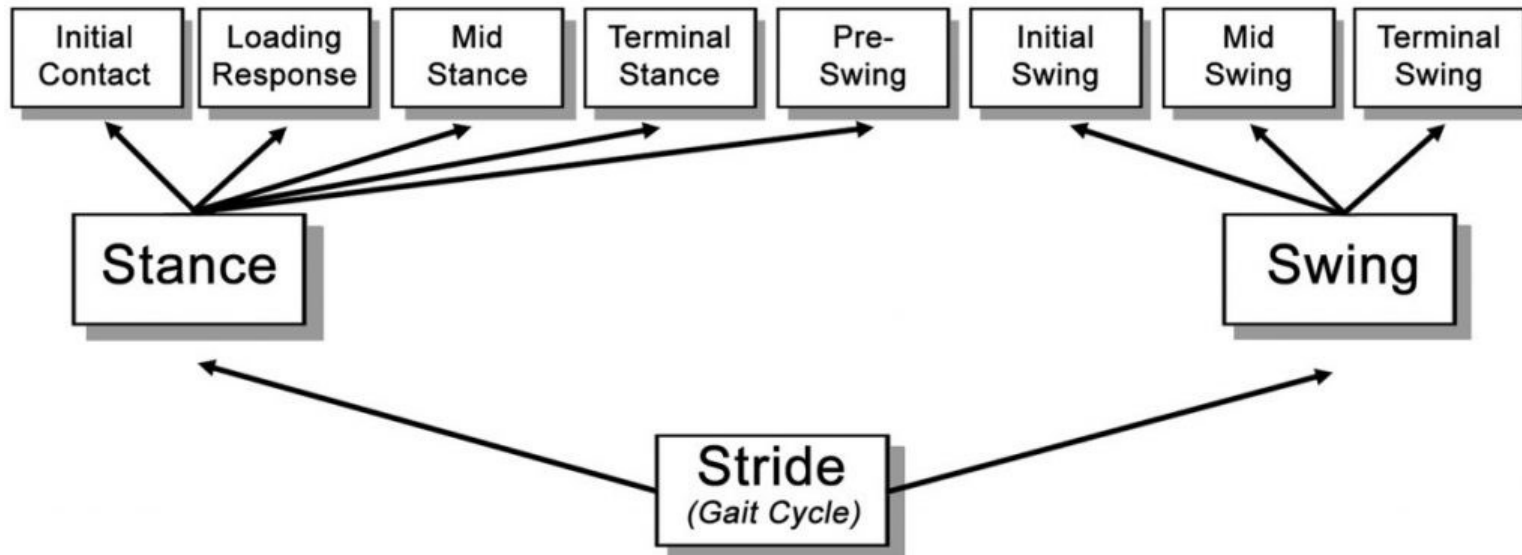 Initial
Contact
Loading
Response
Mid
Stance
Terminal
Stance
Pre-
Swing
Initial
Swing
Mid
Swing
Terminal
Swing
Stance
Swing
Stride
(Gait Cycle)